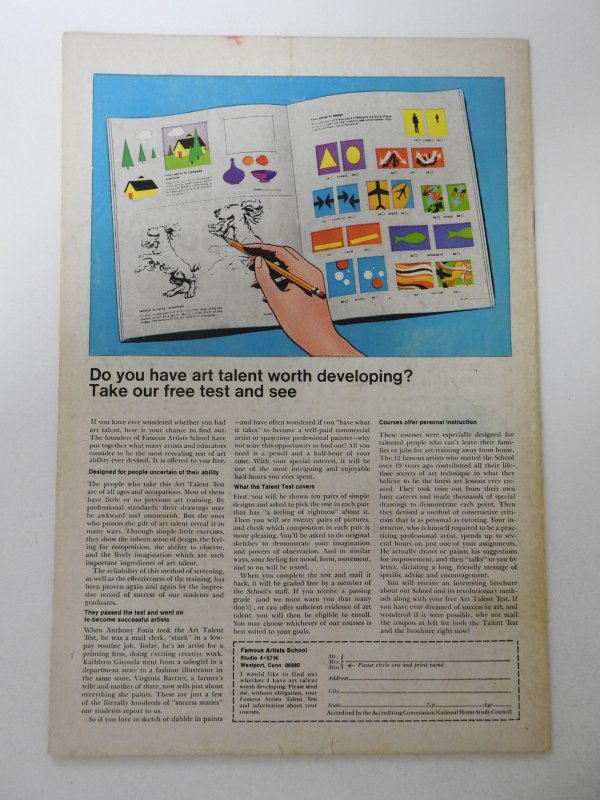 Do you have art talent worth developing?
Take our free test and see
If you have ever wondered whether you had
art talent, here is your chance to find out.
The founders of Famous Artists School have
put together what many artists and educators
consider to be the most revealing test of art
ability ever devised. It is offered to you free.
Designed for people uncertain of their ability
The people who take this Art Talent Test
are of all ages and occupations. Most of them
have little or no previous art training. By
professional standards, their drawings may
be awkward and amateurish. But the ones
who possess the gift of art talent reveal it in
many ways. Through simple little exercises,
they show the inborn sense of design, the feel-
ing for composition, the ability to observe,
and the lively imagination which are such
important ingredients of art talent.
The reliability of this method of screening,
as well as the effectiveness of the training, has
been proven again and again by the impres-
sive record of success of our students and
graduates.
They passed the test and went on
to become successful artists
When Anthony Fotia took the Art Talent
Test, he was a mail clerk, "stuck" in a low-
pay routine job. Today, he's an artist for a
printing firm, doing exciting creative work.
Kathleen Gironda went from a salesgirl in a
department store to a fashion illustrator in
the same store. Virginia Bartter, a farmer's
wife and mother of three, now sells just about
everything she paints. These are just a few
of the literally hundreds of "success stories"
our students report to us.
So if you love to sketch or dabble in paints
—and have often wondered if you "have what
it takes" to become a well-paid commercial
artist or sparetime professional painter—why
not seize this opportunity to find out? All you
need is a pencil and a half-hour of your
time. With your special interest, it will be
one of the most intriguing and enjoyable
half-hours you ever spent.
What the Talent Test covers
First, you will be shown ten pairs of simple
designs and asked to pick the one in each pair
that has "a feeling of rightness" about it.
Then you will see twenty pairs of pictures,
and check which composition in each pair is
more pleasing. You'll be asked to do original
sketches to demonstrate your imagination
and powers of observation. And in similar
ways, your feeling for mood, form, movement,
and so on will be tested.
When you complete the test and mail it
back, it will be graded free by a member of
the School's staff. If you receive a passing
grade (and we must warn you that many
don't), or can offer sufficient evidence of art
talent, you will then be eligible to enroll.
You may choose whichever of our courses is
best suited to your goals.
Courses offer personal instruction
These courses were especially designed for
talented people who can't leave their fami-
lies or jobs for art training away from home.
The 12 famous artists who started the School,
over 19 years ago contributed all their life-
time secrets of art technique to what they
believe to be the finest art lessons ever cre-
ated. They took time out from their own
busy careers and made thousands of special
drawings to demonstrate each point. Then
they devised a method of constructive criti-
cism that is as personal as tutoring. Your in-
structor, who is himself required to be a prac-
ticing professional artist, spends up to sev-
eral hours on just one of your assignments.
He actually draws or paints his suggestions
for improvement, and then "talks" to you by
letter, dictating a long, friendly message of
specific advice and encouragement.
You will receive an interesting brochure
about our School and its revolutionary meth-
ods along with your free Art Talent Test. If
you have ever dreamed of success in art, and
wondered if it were possible, why not mail
the coupon at left for both the Talent Test
and the brochure right now?
Famous Artists School
Studio
Westport, Conn. 06880
I would like to find out
whether I have art talent
worth developing. Please send
me, without obligation, your
Famous Artists Talent Test
and information about your
courses.
Mr.
Mrs.
Miss
Please circle one and print name
Address
City
State Zip Age
Accredited by the Accrediting Commission National Home Study Council